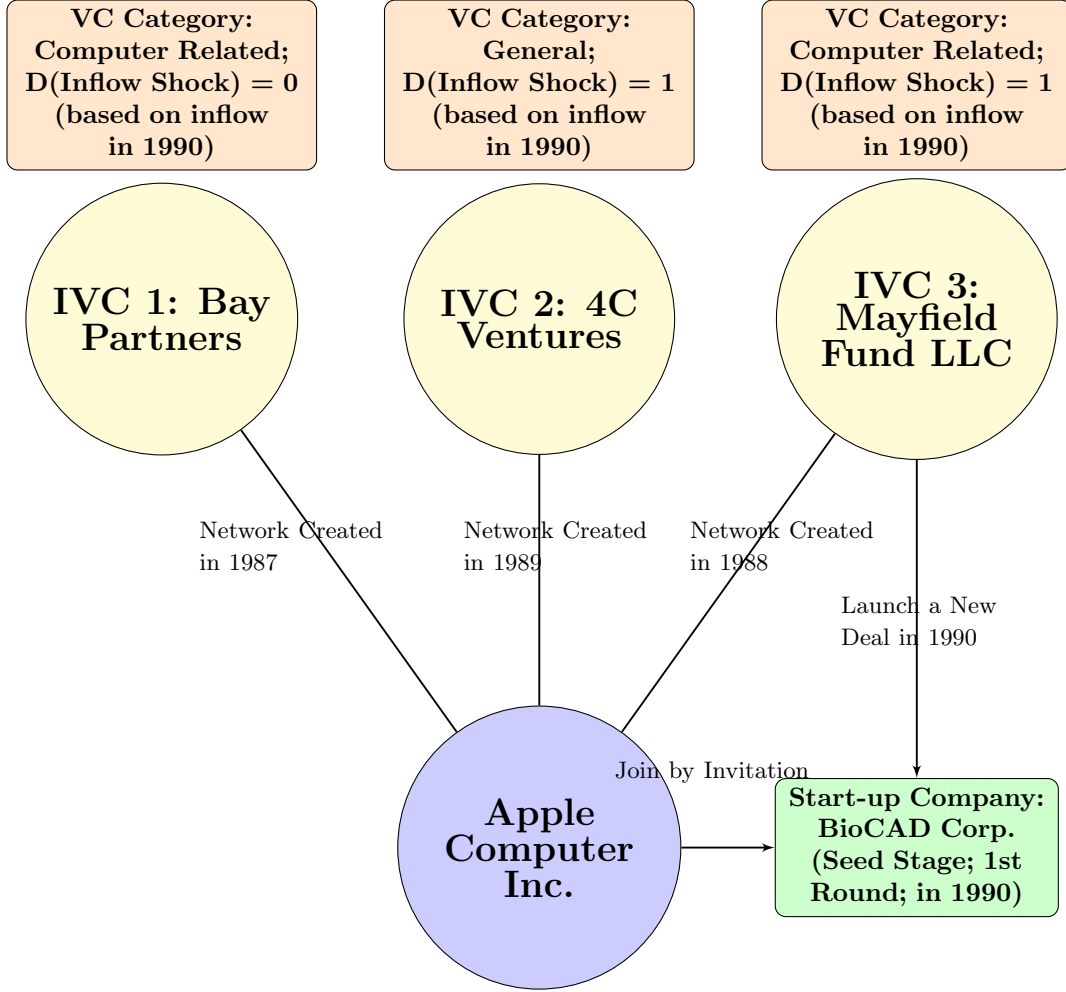 VC Category:
Computer Related;
D(Inflow Shock) = 0
(based on inflow
in 1990)
VC Category:
General;
D(Inflow Shock) = 1
(based on inflow
in 1990)
VC Category:
Computer Related;
D(Inflow Shock) = 1
(based on inflow
in 1990)
IVC 1: Bay
Partners
IVC 2: 4C
Ventures
IVC 3:
Mayfield
Fund LLC
Network Created
in 1987
Network Created
in 1989
Network Created
in 1988
Launch a New
Deal in 1990
Join by Invitation
Apple
Computer
Inc.
Start-up Company:
BioCAD Corp.
(Seed Stage; 1st
Round; in 1990)